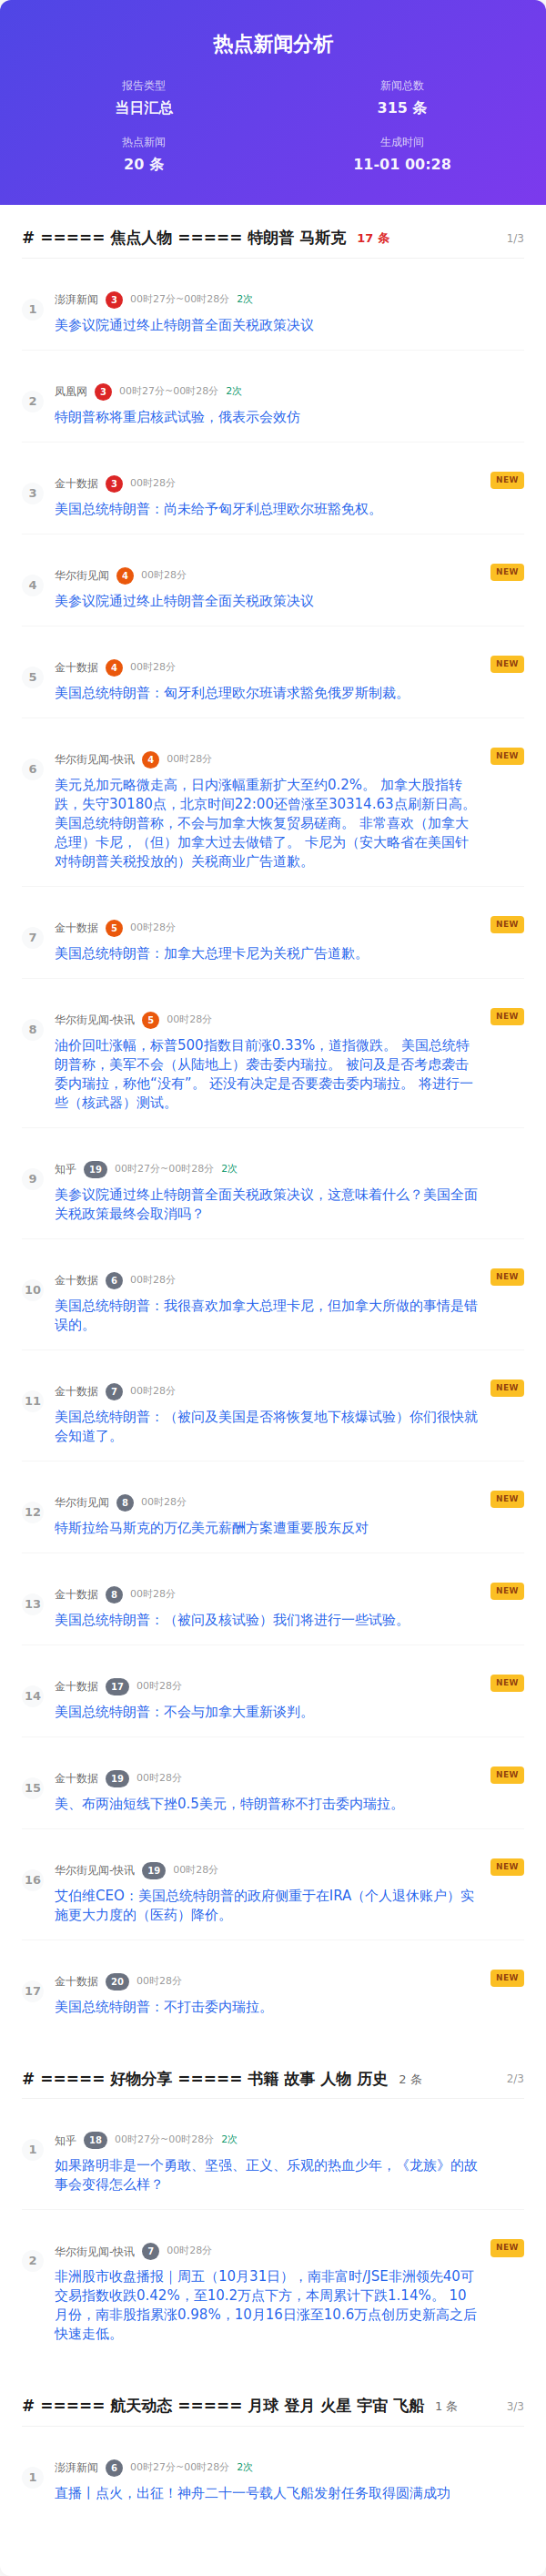 热点新闻分析
报告类型
当日汇总
新闻总数
315 条
热点新闻
20 条
生成时间
11-01 00:28
# ===== 焦点人物 ===== 特朗普 马斯克 17 条 1/3
1 澎湃新闻 3 00时27分~00时28分 2次
美参议院通过终止特朗普全面关税政策决议
2 凤凰网 3 00时27分~00时28分 2次
特朗普称将重启核武试验，俄表示会效仿
3 金十数据 3 00时28分 NEW
美国总统特朗普：尚未给予匈牙利总理欧尔班豁免权。
4 华尔街见闻 4 00时28分 NEW
美参议院通过终止特朗普全面关税政策决议
5 金十数据 4 00时28分 NEW
美国总统特朗普：匈牙利总理欧尔班请求豁免俄罗斯制裁。
6 华尔街见闻-快讯 4 00时28分 NEW
美元兑加元略微走高，日内涨幅重新扩大至约0.2%。 加拿大股指转
跌，失守30180点，北京时间22:00还曾涨至30314.63点刷新日高。
美国总统特朗普称，不会与加拿大恢复贸易磋商。 非常喜欢（加拿大
总理）卡尼，（但）加拿大过去做错了。 卡尼为（安大略省在美国针
对特朗普关税投放的）关税商业广告道歉。
7 金十数据 5 00时28分 NEW
美国总统特朗普：加拿大总理卡尼为关税广告道歉。
8 华尔街见闻-快讯 5 00时28分 NEW
油价回吐涨幅，标普500指数目前涨0.33%，道指微跌。 美国总统特
朗普称，美军不会（从陆地上）袭击委内瑞拉。 被问及是否考虑袭击
委内瑞拉，称他“没有”。 还没有决定是否要袭击委内瑞拉。 将进行一
些（核武器）测试。
9 知乎 19 00时27分~00时28分 2次
美参议院通过终止特朗普全面关税政策决议，这意味着什么？美国全面
关税政策最终会取消吗？
10 金十数据 6 00时28分 NEW
美国总统特朗普：我很喜欢加拿大总理卡尼，但加拿大所做的事情是错
误的。
11 金十数据 7 00时28分 NEW
美国总统特朗普：（被问及美国是否将恢复地下核爆试验）你们很快就
会知道了。
12 华尔街见闻 8 00时28分 NEW
特斯拉给马斯克的万亿美元薪酬方案遭重要股东反对
13 金十数据 8 00时28分 NEW
美国总统特朗普：（被问及核试验）我们将进行一些试验。
14 金十数据 17 00时28分 NEW
美国总统特朗普：不会与加拿大重新谈判。
15 金十数据 19 00时28分 NEW
美、布两油短线下挫0.5美元，特朗普称不打击委内瑞拉。
16 华尔街见闻-快讯 19 00时28分 NEW
艾伯维CEO：美国总统特朗普的政府侧重于在IRA（个人退休账户）实
施更大力度的（医药）降价。
17 金十数据 20 00时28分 NEW
美国总统特朗普：不打击委内瑞拉。
# ===== 好物分享 ===== 书籍 故事 人物 历史 2 条 2/3
1 知乎 18 00时27分~00时28分 2次
如果路明非是一个勇敢、坚强、正义、乐观的热血少年，《龙族》的故
事会变得怎么样？
2 华尔街见闻-快讯 7 00时28分 NEW
非洲股市收盘播报｜周五（10月31日），南非富时/JSE非洲领先40可
交易指数收跌0.42%，至10.2万点下方，本周累计下跌1.14%。 10
月份，南非股指累涨0.98%，10月16日涨至10.6万点创历史新高之后
快速走低。
# ===== 航天动态 ===== 月球 登月 火星 宇宙 飞船 1 条 3/3
1 澎湃新闻 6 00时27分~00时28分 2次
直播丨点火，出征！神舟二十一号载人飞船发射任务取得圆满成功